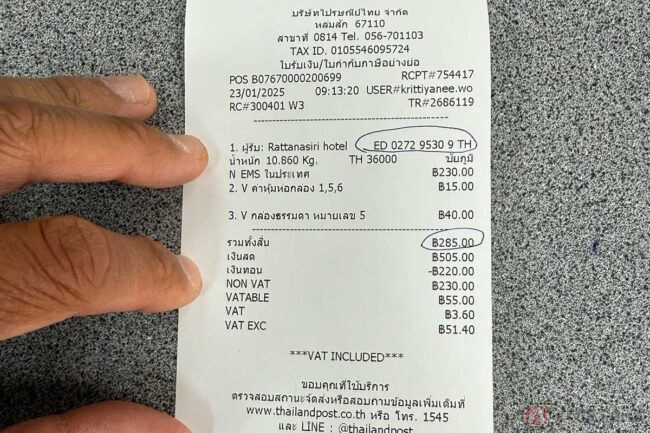 บริษัทไปรษณีย์ไทย จำกัด
หล่มสัก 67110
สาขาที่ 0814 Tel. 056-701103
TAX ID. 0105546095724
ใบรับเงิน/ใบกำกับภาษีอย่างย่อ
POS B07670000200699 RCPT#754417
23/01/2025 09:13:20 USER#krittiyanee.wo
RC#300401 W3 TR#2686119
1. ผู้รับ: Rattanasiri hotel ED 0272 9530 9 TH
น้ำหนัก 10.860 Kg. TH 36000 ชัยภูมิ
N EMS ในประเทศ ฿230.00
2. V ค่าหุ้มห่อกล่อง 1,5,6 ฿15.00
3. V กล่องธรรมดา หมายเลข 5 ฿40.00
รวมทั้งสิ้น ฿285.00
เงินสด ฿505.00
เงินทอน -฿220.00
NON VAT ฿230.00
VATABLE ฿55.00
VAT ฿3.60
VAT EXC ฿51.40
***VAT INCLUDED***
ขอบคุณที่ใช้บริการ
ตรวจสอบสถานะจัดส่งหรือสอบถามข้อมูลเพิ่มเติมที่
www.thailandpost.co.th หรือ โทร. 1545
และ LINE : @thailandpost